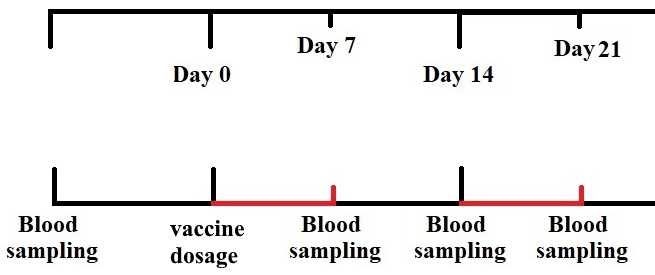 Day 0
Day 7
Day 14
Day 21
Blood
sampling
vaccine
dosage
Blood
sampling
Blood
sampling
Blood
sampling